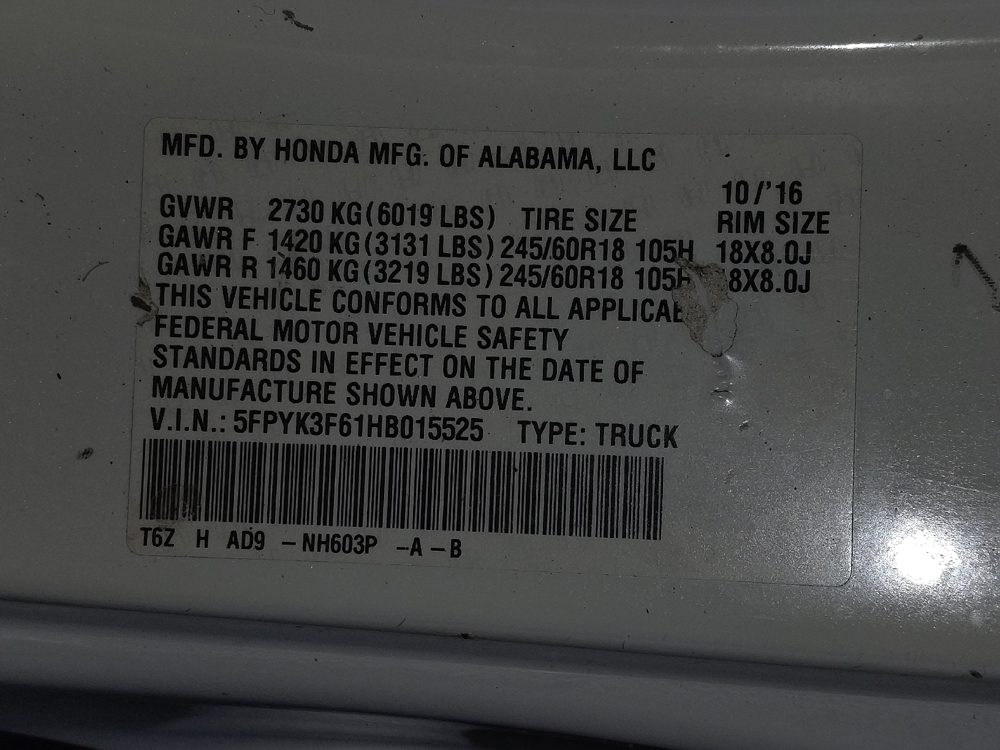 MFD. BY HONDA MFG. OF ALABAMA, LLC
10/'16
GVWR 2730 KG(6019 LBS) TIRE SIZE RIM SIZE
GAWR F 1420 KG(3131 LBS) 245/60R18 105H 18X8.0J
GAWR R 1460 KG(3219 LBS) 245/60R18 105H 8X8.0J
THIS VEHICLE CONFORMS TO ALL
FEDERAL MOTOR VEHICLE SAFETY
STANDARDS IN EFFECT ON THE DATE OF
MANUFACTURE SHOWN ABOVE.
V.I.N.: 5FPYK3F61HB015525 TYPE: TRUCK
T6Z H AD9 -NH603P -A-B